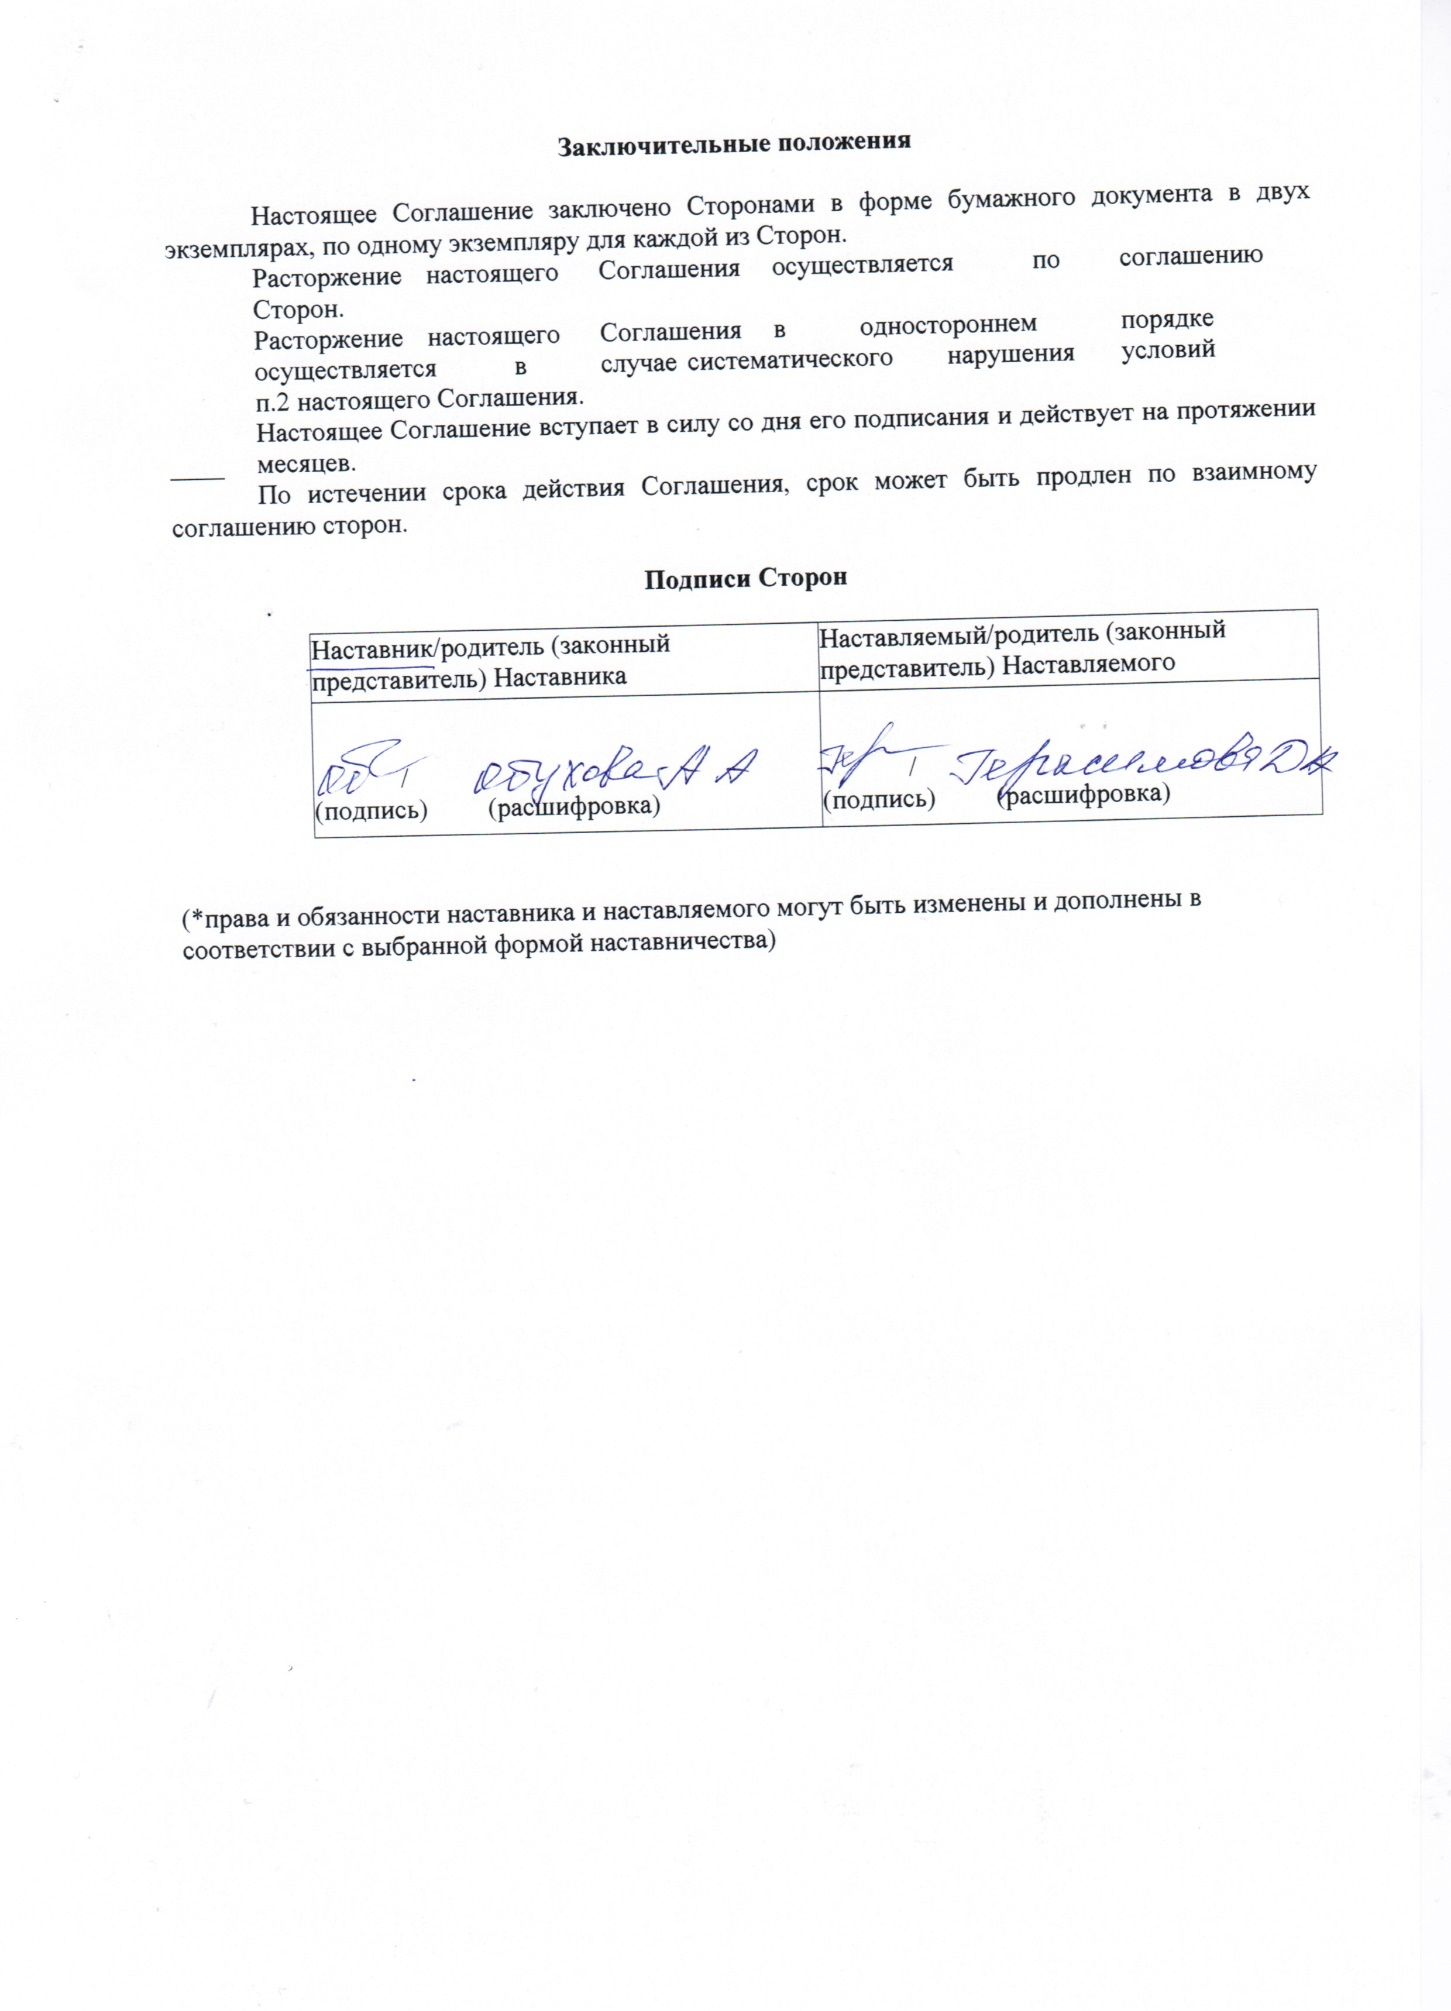 Заключительные положения
Настоящее Соглашение заключено Сторонами в форме бумажного документа в двух
экземплярах, по одному экземпляру для каждой из Сторон.
Расторжение настоящего Соглашения осуществляется по соглашению
Сторон.
Расторжение настоящего Соглашения в одностороннем порядке
осуществляется в случае систематического нарушения условий
п.2 настоящего Соглашения.
Настоящее Соглашение вступает в силу со дня его подписания и действует на протяжении
____ месяцев.
По истечении срока действия Соглашения, срок может быть продлен по взаимному
соглашению сторон.
Подписи Сторон
Наставник/родитель (законный
представитель) Наставника
Наставляемый/родитель (законный
представитель) Наставляемого
Об / Обухова А А
(подпись) (расшифровка)
Гер / Герасимова Д Н
(подпись) (расшифровка)
(*права и обязанности наставника и наставляемого могут быть изменены и дополнены в
соответствии с выбранной формой наставничества)